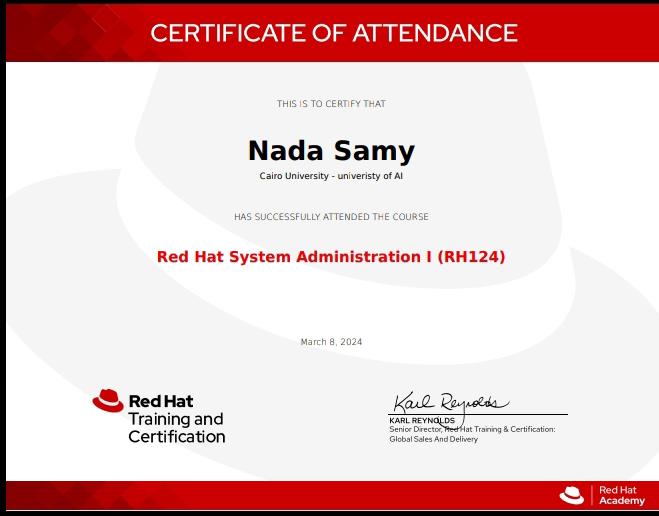 CERTIFICATE OF ATTENDANCE
THIS IS TO CERTIFY THAT
Nada Samy
Cairo University - univeristy of AI
HAS SUCCESSFULLY ATTENDED THE COURSE
Red Hat System Administration I (RH124)
March 8, 2024
Red Hat
Training and
Certification
Karl Reynolds
KARL REYNOLDS
Senior Director, Red Hat Training & Certification:
Global Sales And Delivery
Red Hat
Academy